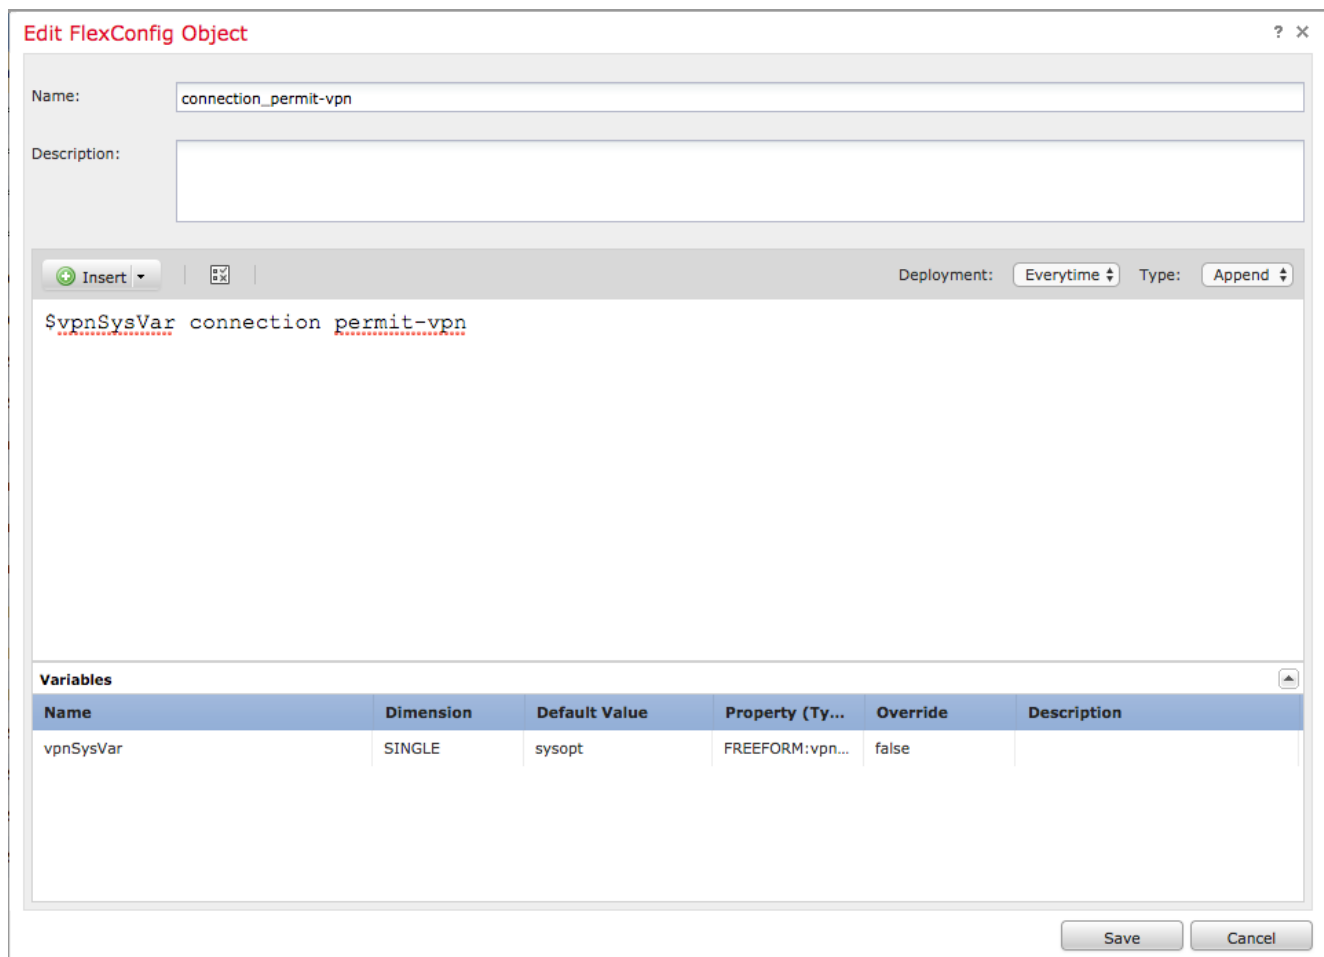 Edit FlexConfig Object ? ×
Name: connection_permit-vpn
Description:
Insert Deployment: Everytime Type: Append
$vpnSysVar connection permit-vpn
Variables
Name Dimension Default Value Property (Ty... Override Description
vpnSysVar SINGLE sysopt FREEFORM:vpn... false
Save Cancel